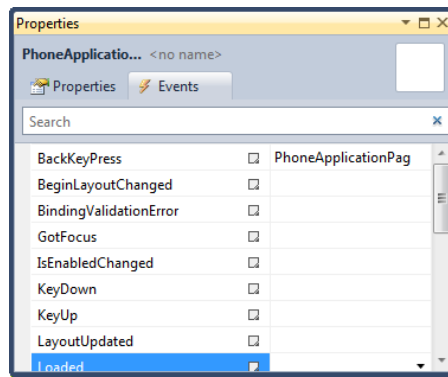 Properties
PhoneApplicatio... <no name>
Properties Events
Search
BackKeyPress PhoneApplicationPag
BeginLayoutChanged
BindingValidationError
GotFocus
IsEnabledChanged
KeyDown
KeyUp
LayoutUpdated
Loaded